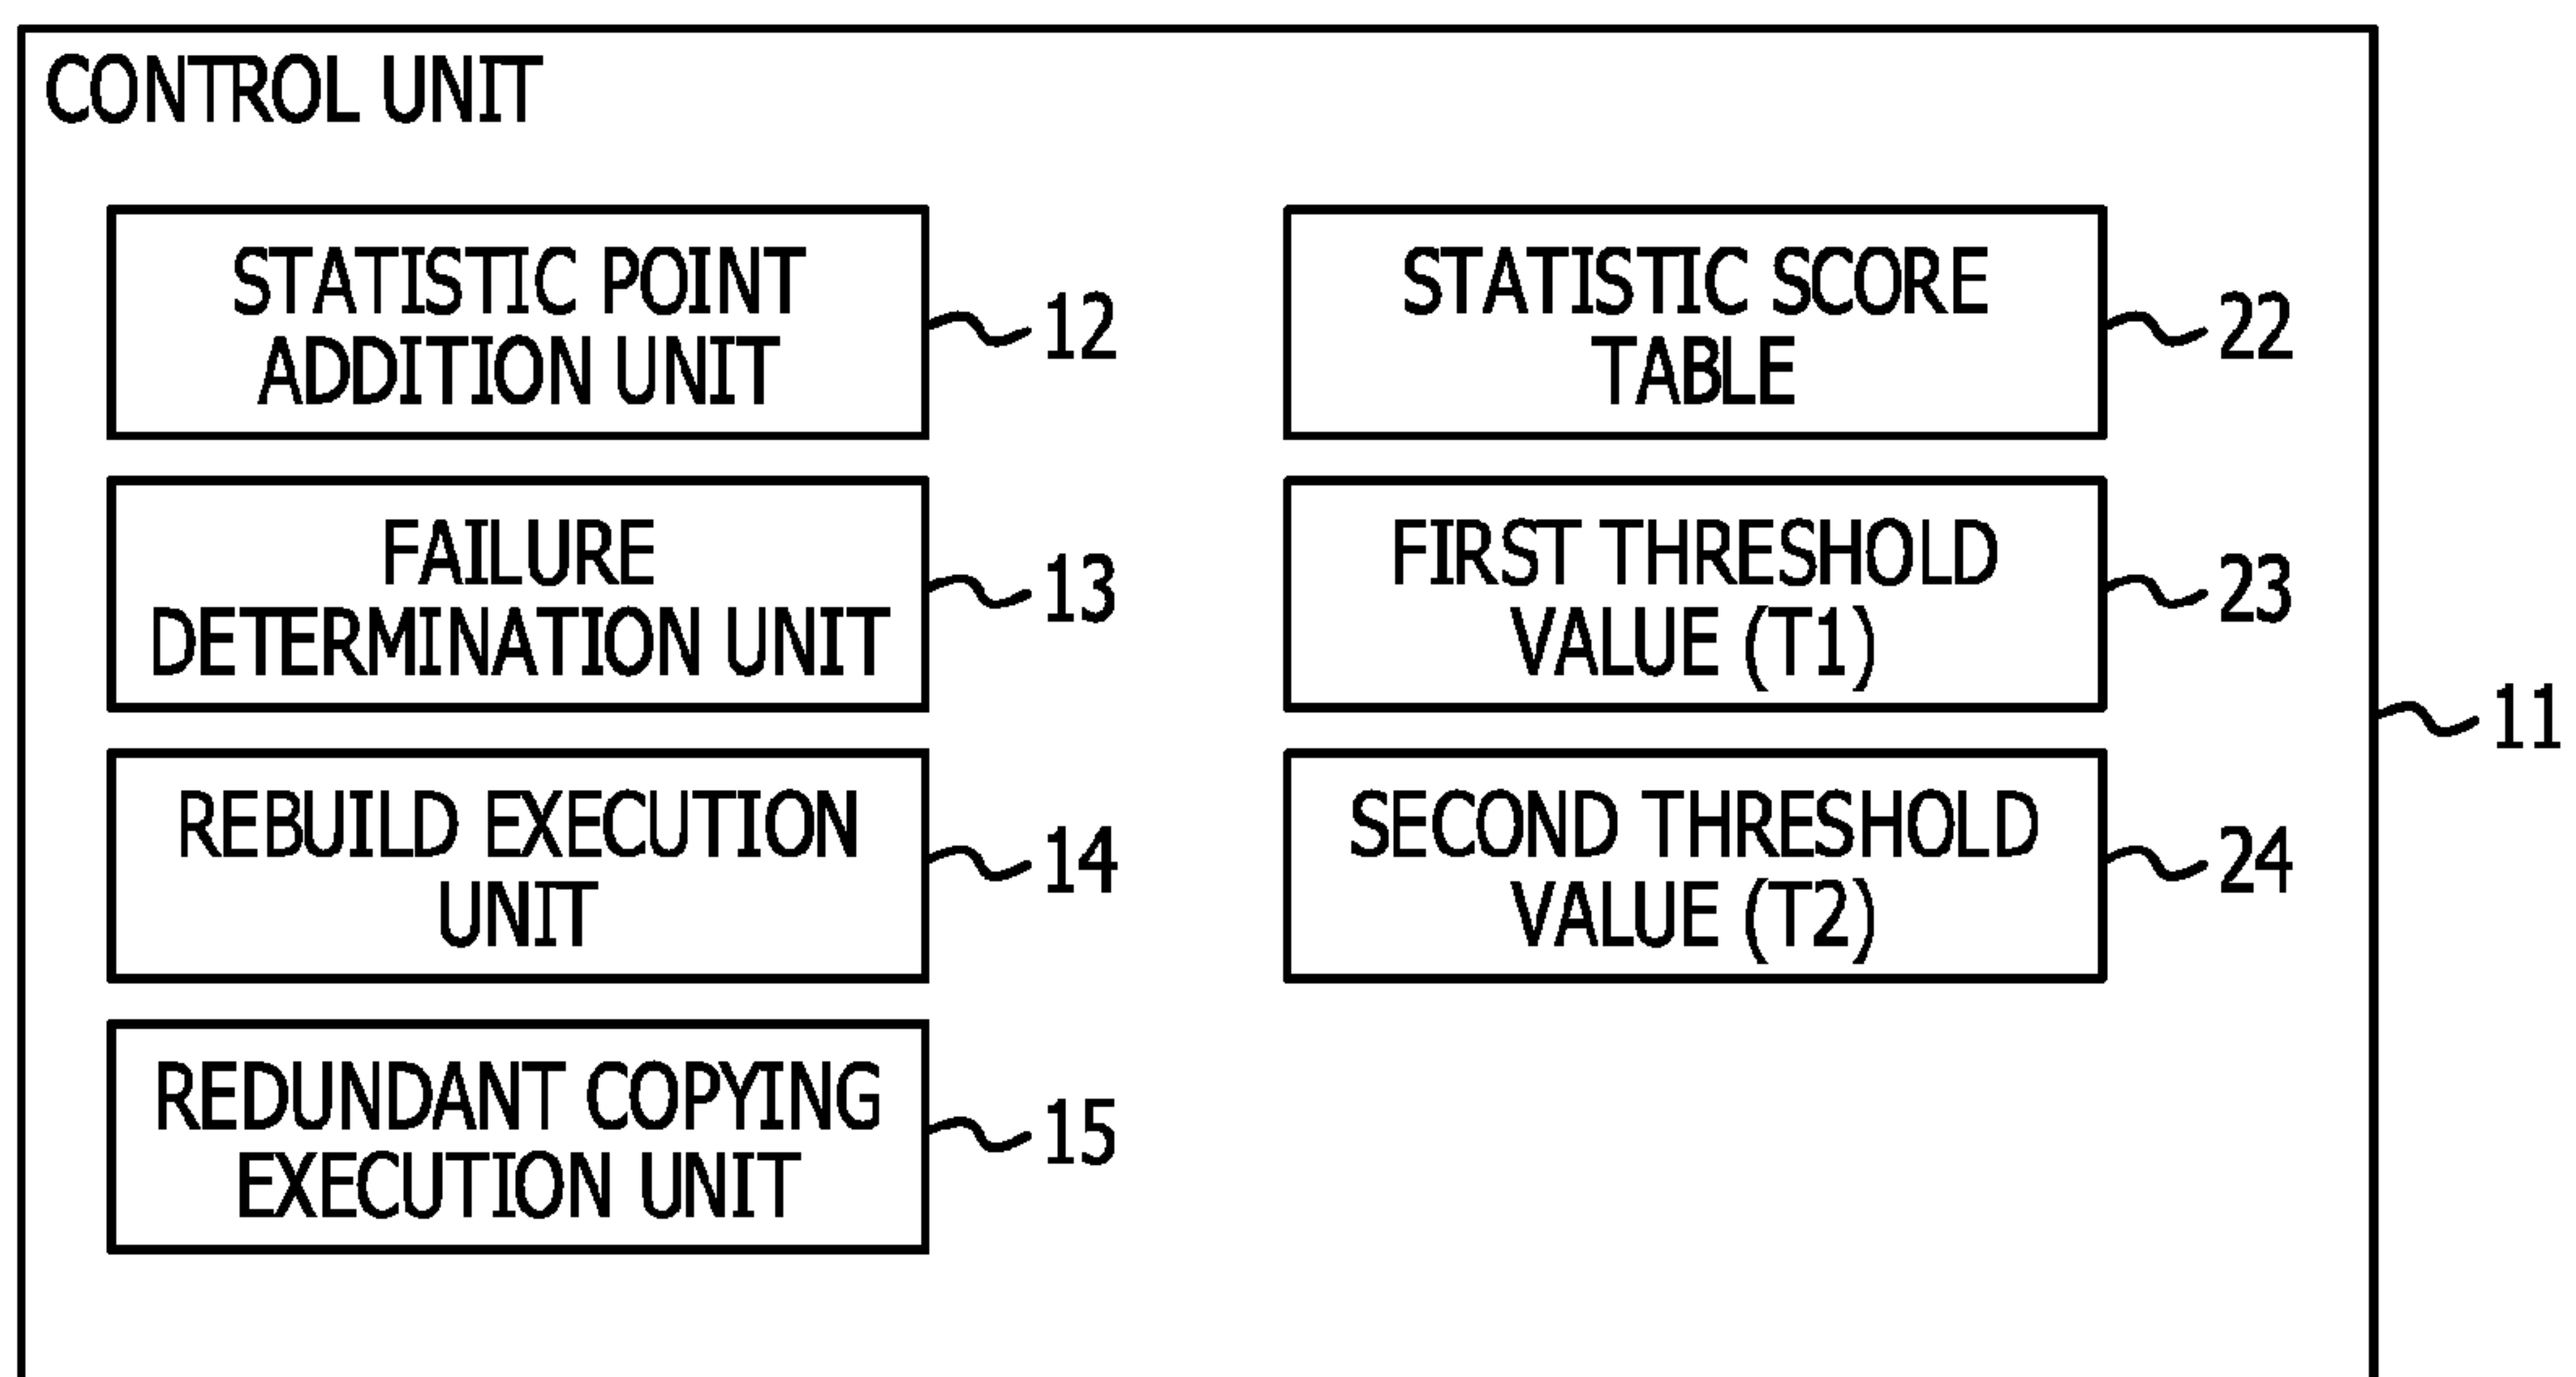 CONTROL UNIT
STATISTIC POINT
ADDITION UNIT
12
FAILURE
DETERMINATION UNIT
13
REBUILD EXECUTION
UNIT
14
REDUNDANT COPYING
EXECUTION UNIT
15
STATISTIC SCORE
TABLE
22
FIRST THRESHOLD
VALUE (T1)
23
SECOND THRESHOLD
VALUE (T2)
24
11